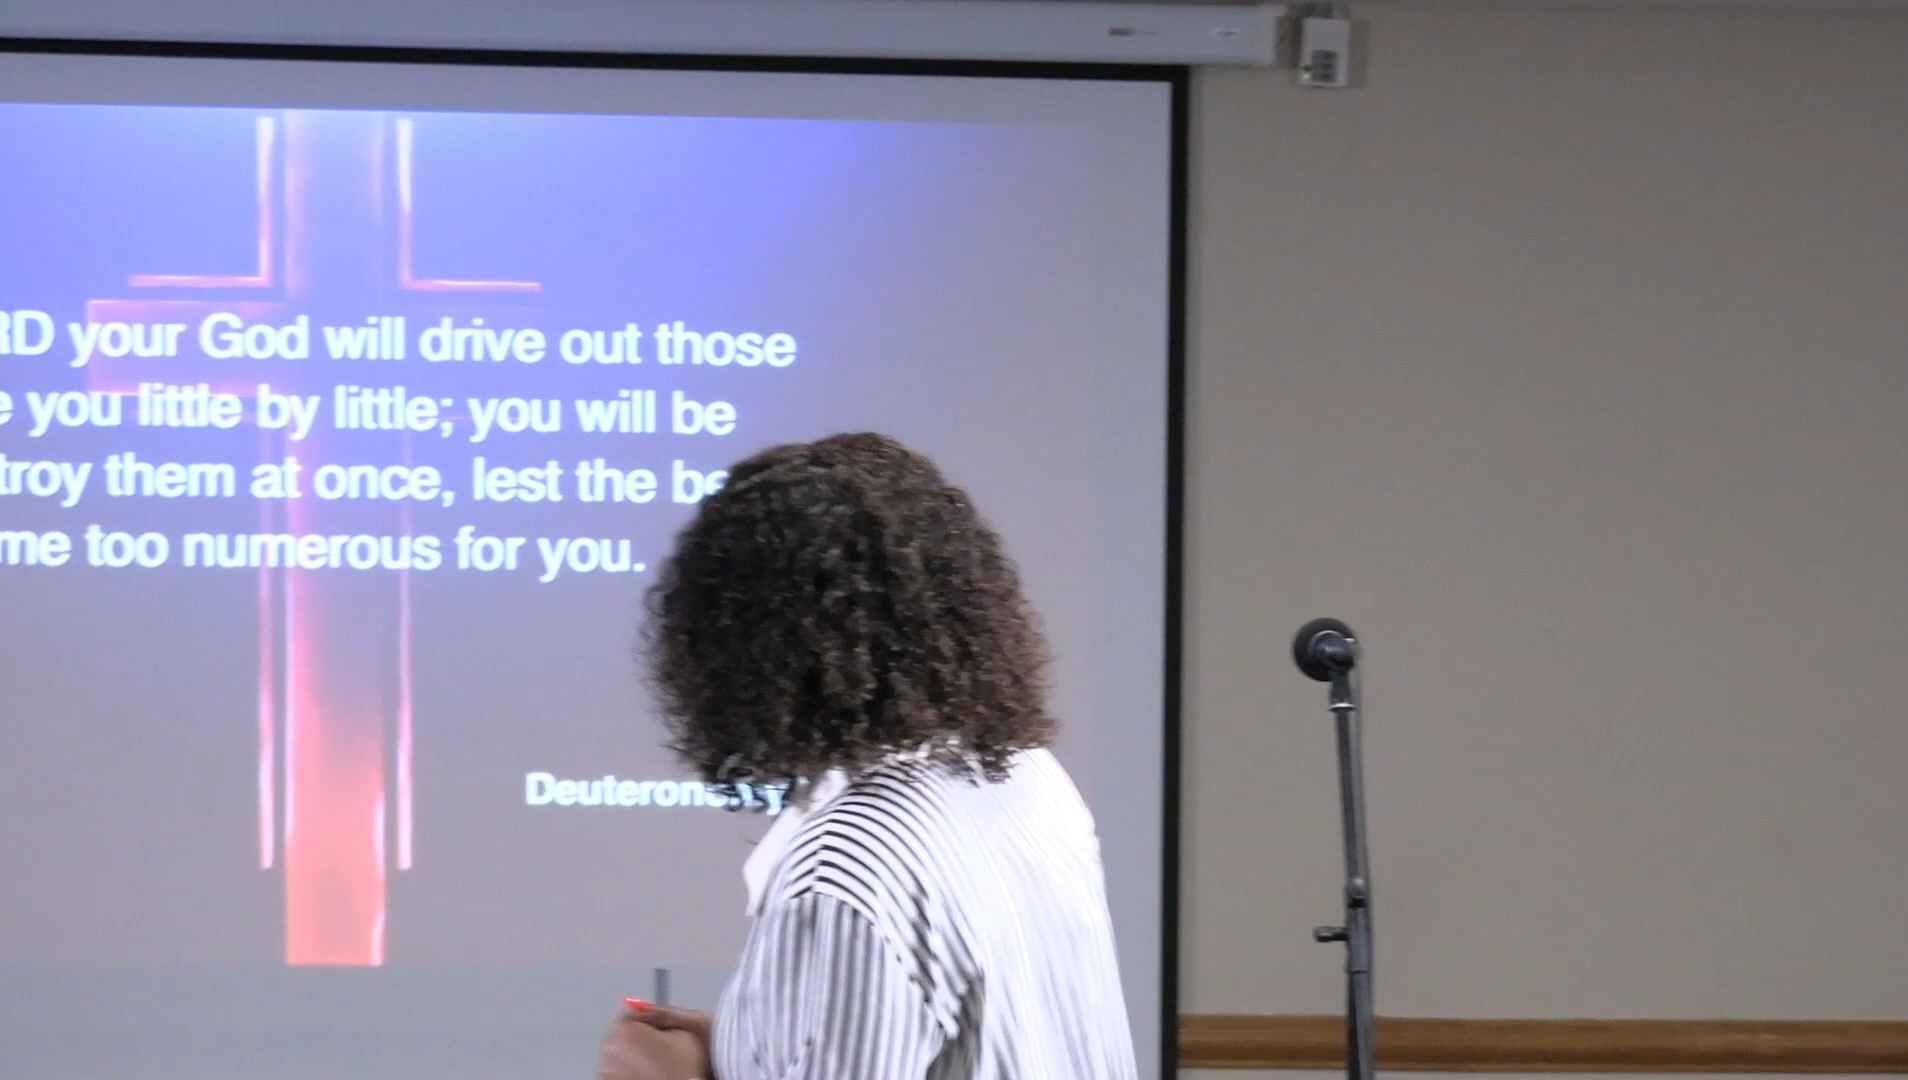 RD your God will drive out those
e you little by little; you will be
troy them at once, lest the be
me too numerous for you.
Deuteronomy